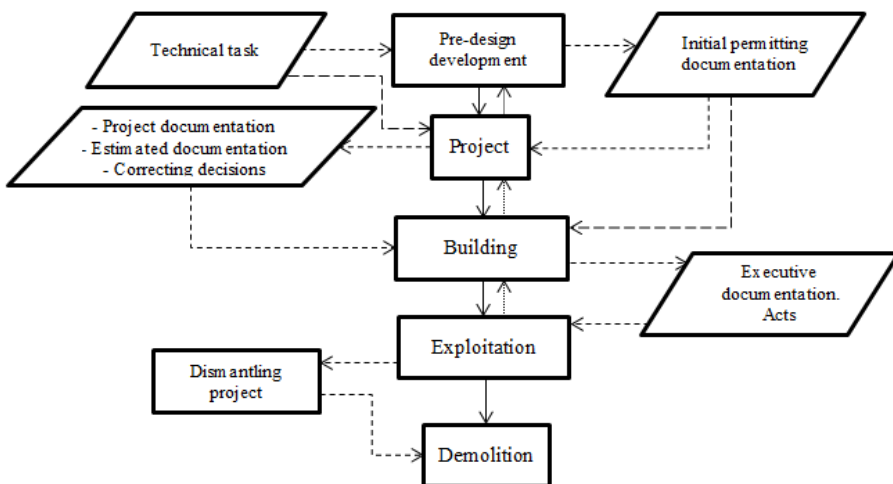 Technical task
Pre-design
development
Initial permitting
documentation
- Project documentation
- Estimated documentation
- Correcting decisions
Project
Building
Executive
documentation.
Acts
Exploitation
Dismantling
project
Demolition